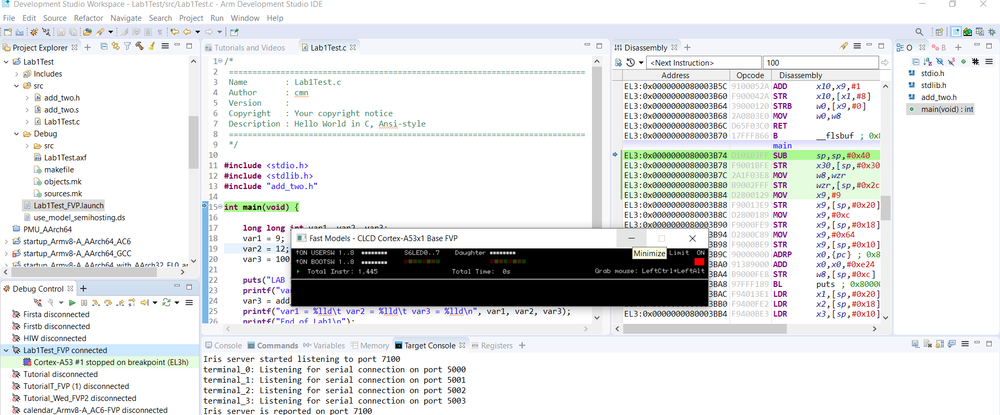 Development Studio Workspace - Lab1Test/src/Lab1Test.c - Arm Development Studio IDE
File Edit Source Refactor Navigate Search Project Run Window Help
Project Explorer
Lab1Test
Includes
src
add_two.h
add_two.s
Lab1Test.c
Debug
src
Lab1Test.axf
makefile
objects.mk
sources.mk
Lab1Test_FVP.launch
use_model_semihosting.ds
PMU_AArch64
startup_Armv8-A_AArch64_AC6
startup_Armv8-A_AArch64_GCC
startup_Armv8-A_AArch64_with_AArch32_EL0_ar
Debug Control
Firsta disconnected
Firstb disconnected
HIW disconnected
Lab1Test_FVP connected
Cortex-A53 #1 stopped on breakpoint (EL3h)
Tutorial disconnected
TutorialT_FVP (1) disconnected
Tutorial_Wed_FVP2 disconnected
calendar_Armv8-A_AC6-FVP disconnected
Tutorials and Videos
Lab1Test.c
1 /*
2 ============================================================================
3 Name : Lab1Test.c
4 Author : cmn
5 Version :
6 Copyright : Your copyright notice
7 Description : Hello World in C, Ansi-style
8 ============================================================================
9 */
10
11 #include <stdio.h>
12 #include <stdlib.h>
13 #include "add_two.h"
14
15 int main(void) {
16
17 long long int var1, var2, var3;
18 var1 = 9;
19 var2 = 12;
20 var3 = 100
21
22 puts("LAB
23 printf("va
24 var3 = add_
25 printf("var1 = %lld\t var2 = %lld\t var3 = %lld\n", var1, var2, var3);
26 printf("End of Lab1\n");
Fast Models - CLCD Cortex-A53x1 Base FVP
Minimize
↑ON USERSW 1..8 S6LED0..7 Daughter Limit ON
↑ON BOOTSW 1..8
Total Instr: 1,445 Total Time: 0s Grab mouse: LeftCtrl+LeftAlt
Disassembly
<Next Instruction> 100
Address Opcode Disassembly
EL3:0x0000000080003B5C 9100052A ADD x10,x9,#1
EL3:0x0000000080003B60 F900042A STR x10,[x1,#8]
EL3:0x0000000080003B64 39000120 STRB w0,[x9,#0]
EL3:0x0000000080003B68 2A0803E0 MOV w0,w8
EL3:0x0000000080003B6C D65F03C0 RET
EL3:0x0000000080003B70 17FFF866 B __flsbuf ; 0x8
main
EL3:0x0000000080003B74 D10103FF SUB sp,sp,#0x40
EL3:0x0000000080003B78 F9001BFE STR x30,[sp,#0x30
EL3:0x0000000080003B7C 2A1F03E8 MOV w8,wzr
EL3:0x0000000080003B80 B9002FFF STR wzr,[sp,#0x2c
EL3:0x0000000080003B84 D2800129 MOV x9,#9
EL3:0x0000000080003B88 F90013E9 STR x9,[sp,#0x20]
EL3:0x0000000080003B8C D2800189 MOV x9,#0xc
EL3:0x0000000080003B90 F9000FE9 STR x9,[sp,#0x18]
3B94 D2800C89 MOV x9,#0x64
3B98 F9000BE9 STR x9,[sp,#0x10]
3B9C 90000000 ADRP x0,{pc} ; 0x8
3BA0 91389000 ADD x0,x0,#0xe24
3BA4 B9000FE8 STR w8,[sp,#0xc]
3BA8 97FFF189 BL puts ; 0x80000
3BAC F94013E1 LDR x1,[sp,#0x20]
3BB0 F9400FE2 LDR x2,[sp,#0x18]
EL3:0x0000000080003BB4 F9400BE3 LDR x3,[sp,#0x10]
O B
stdio.h
stdlib.h
add_two.h
main(void) : int
Console Commands Variables Memory Target Console Registers
Iris server started listening to port 7100
terminal_0: Listening for serial connection on port 5000
terminal_1: Listening for serial connection on port 5001
terminal_2: Listening for serial connection on port 5002
terminal_3: Listening for serial connection on port 5003
Iris server is reported on port 7100